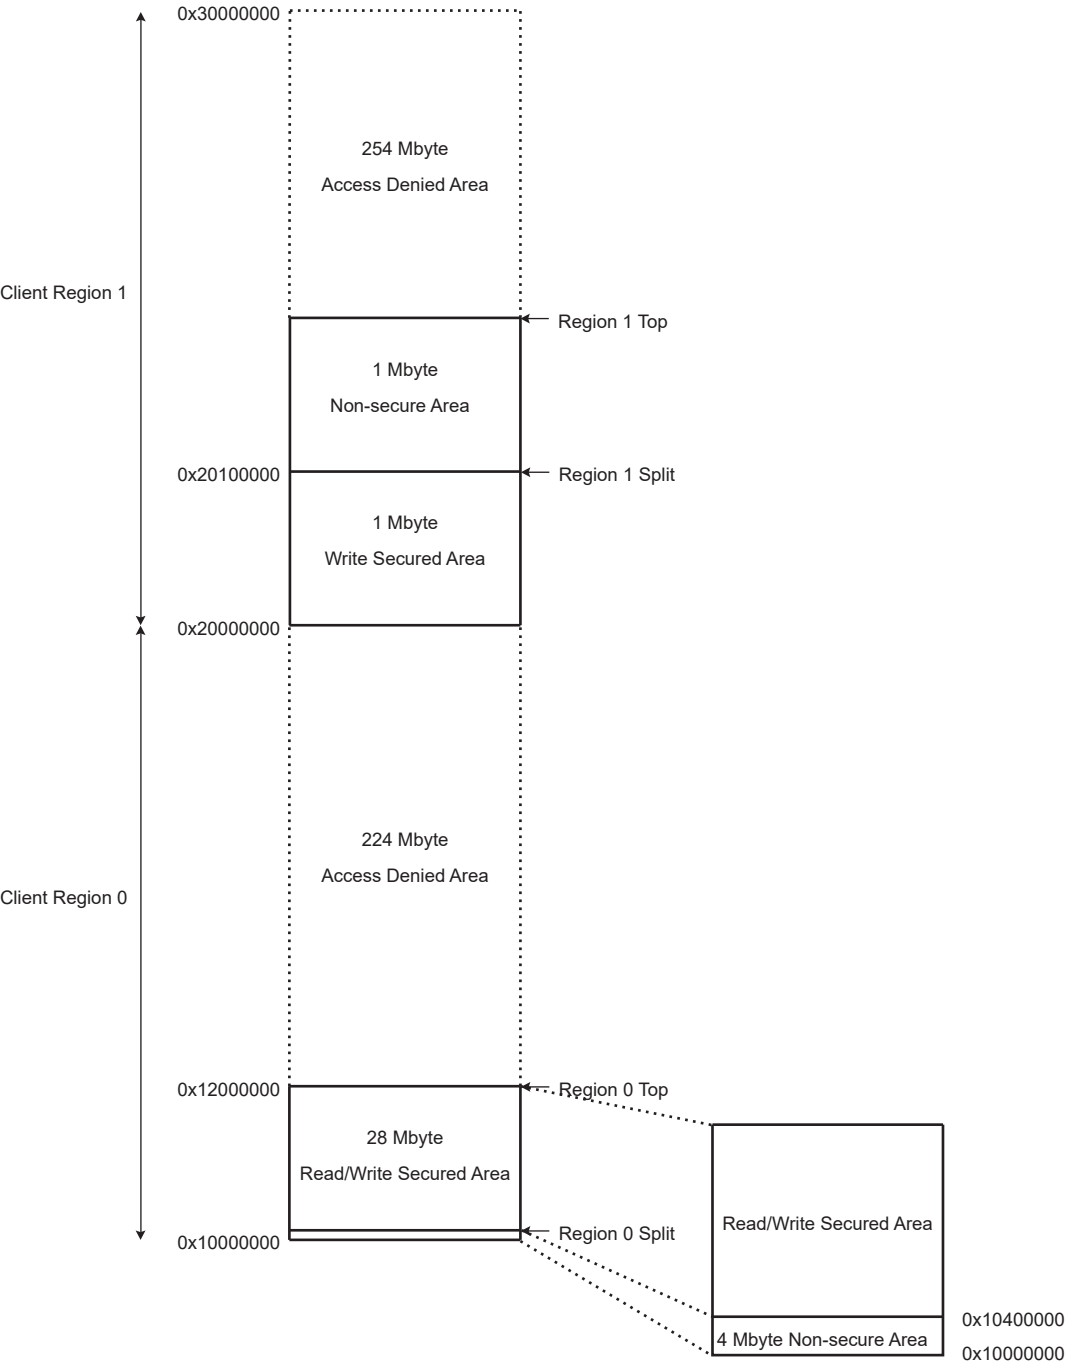 0x30000000
254 Mbyte
Access Denied Area
Client Region 1
Region 1 Top
1 Mbyte
Non-secure Area
0x20100000
Region 1 Split
1 Mbyte
Write Secured Area
0x20000000
224 Mbyte
Access Denied Area
Client Region 0
0x12000000
Region 0 Top
28 Mbyte
Read/Write Secured Area
Region 0 Split
0x10000000
Read/Write Secured Area
0x10400000
4 Mbyte Non-secure Area
0x10000000